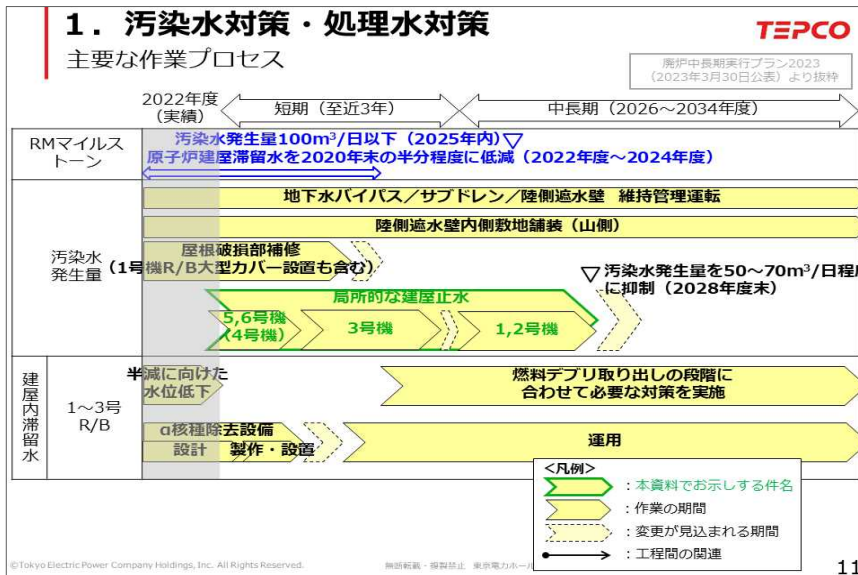 1．汚染水対策・処理水対策
TEPCO
主要な作業プロセス
廃炉中長期実行プラン2023
（2023年3月30日公表）より抜粋
2022年度
（実績）
短期（至近3年）
中長期（2026～2034年度）
RMマイルス
トーン
汚染水発生量100m³/日以下（2025年内）▽
原子炉建屋滞留水を2020年末の半分程度に低減（2022年度～2024年度）
汚染水
発生量
地下水バイパス／サブドレン／陸側遮水壁　維持管理運転
陸側遮水壁内側敷地舗装（山側）
屋根破損部補修
（1号機R/B大型カバー設置も含む）
▽汚染水発生量を50～70m³/日程度
に抑制（2028年度末）
局所的な建屋止水
5,6号機
（4号機）
3号機
1,2号機
建屋内滞留水
1～3号
R/B
半減に向けた
水位低下
燃料デブリ取り出しの段階に
合わせて必要な対策を実施
α核種除去設備
設計
製作・設置
運用
<凡例>
：本資料でお示しする件名
：作業の期間
：変更が見込まれる期間
：工程間の関連
©Tokyo Electric Power Company Holdings, Inc. All Rights Reserved.
無断転載・複製禁止　東京電力ホール
11